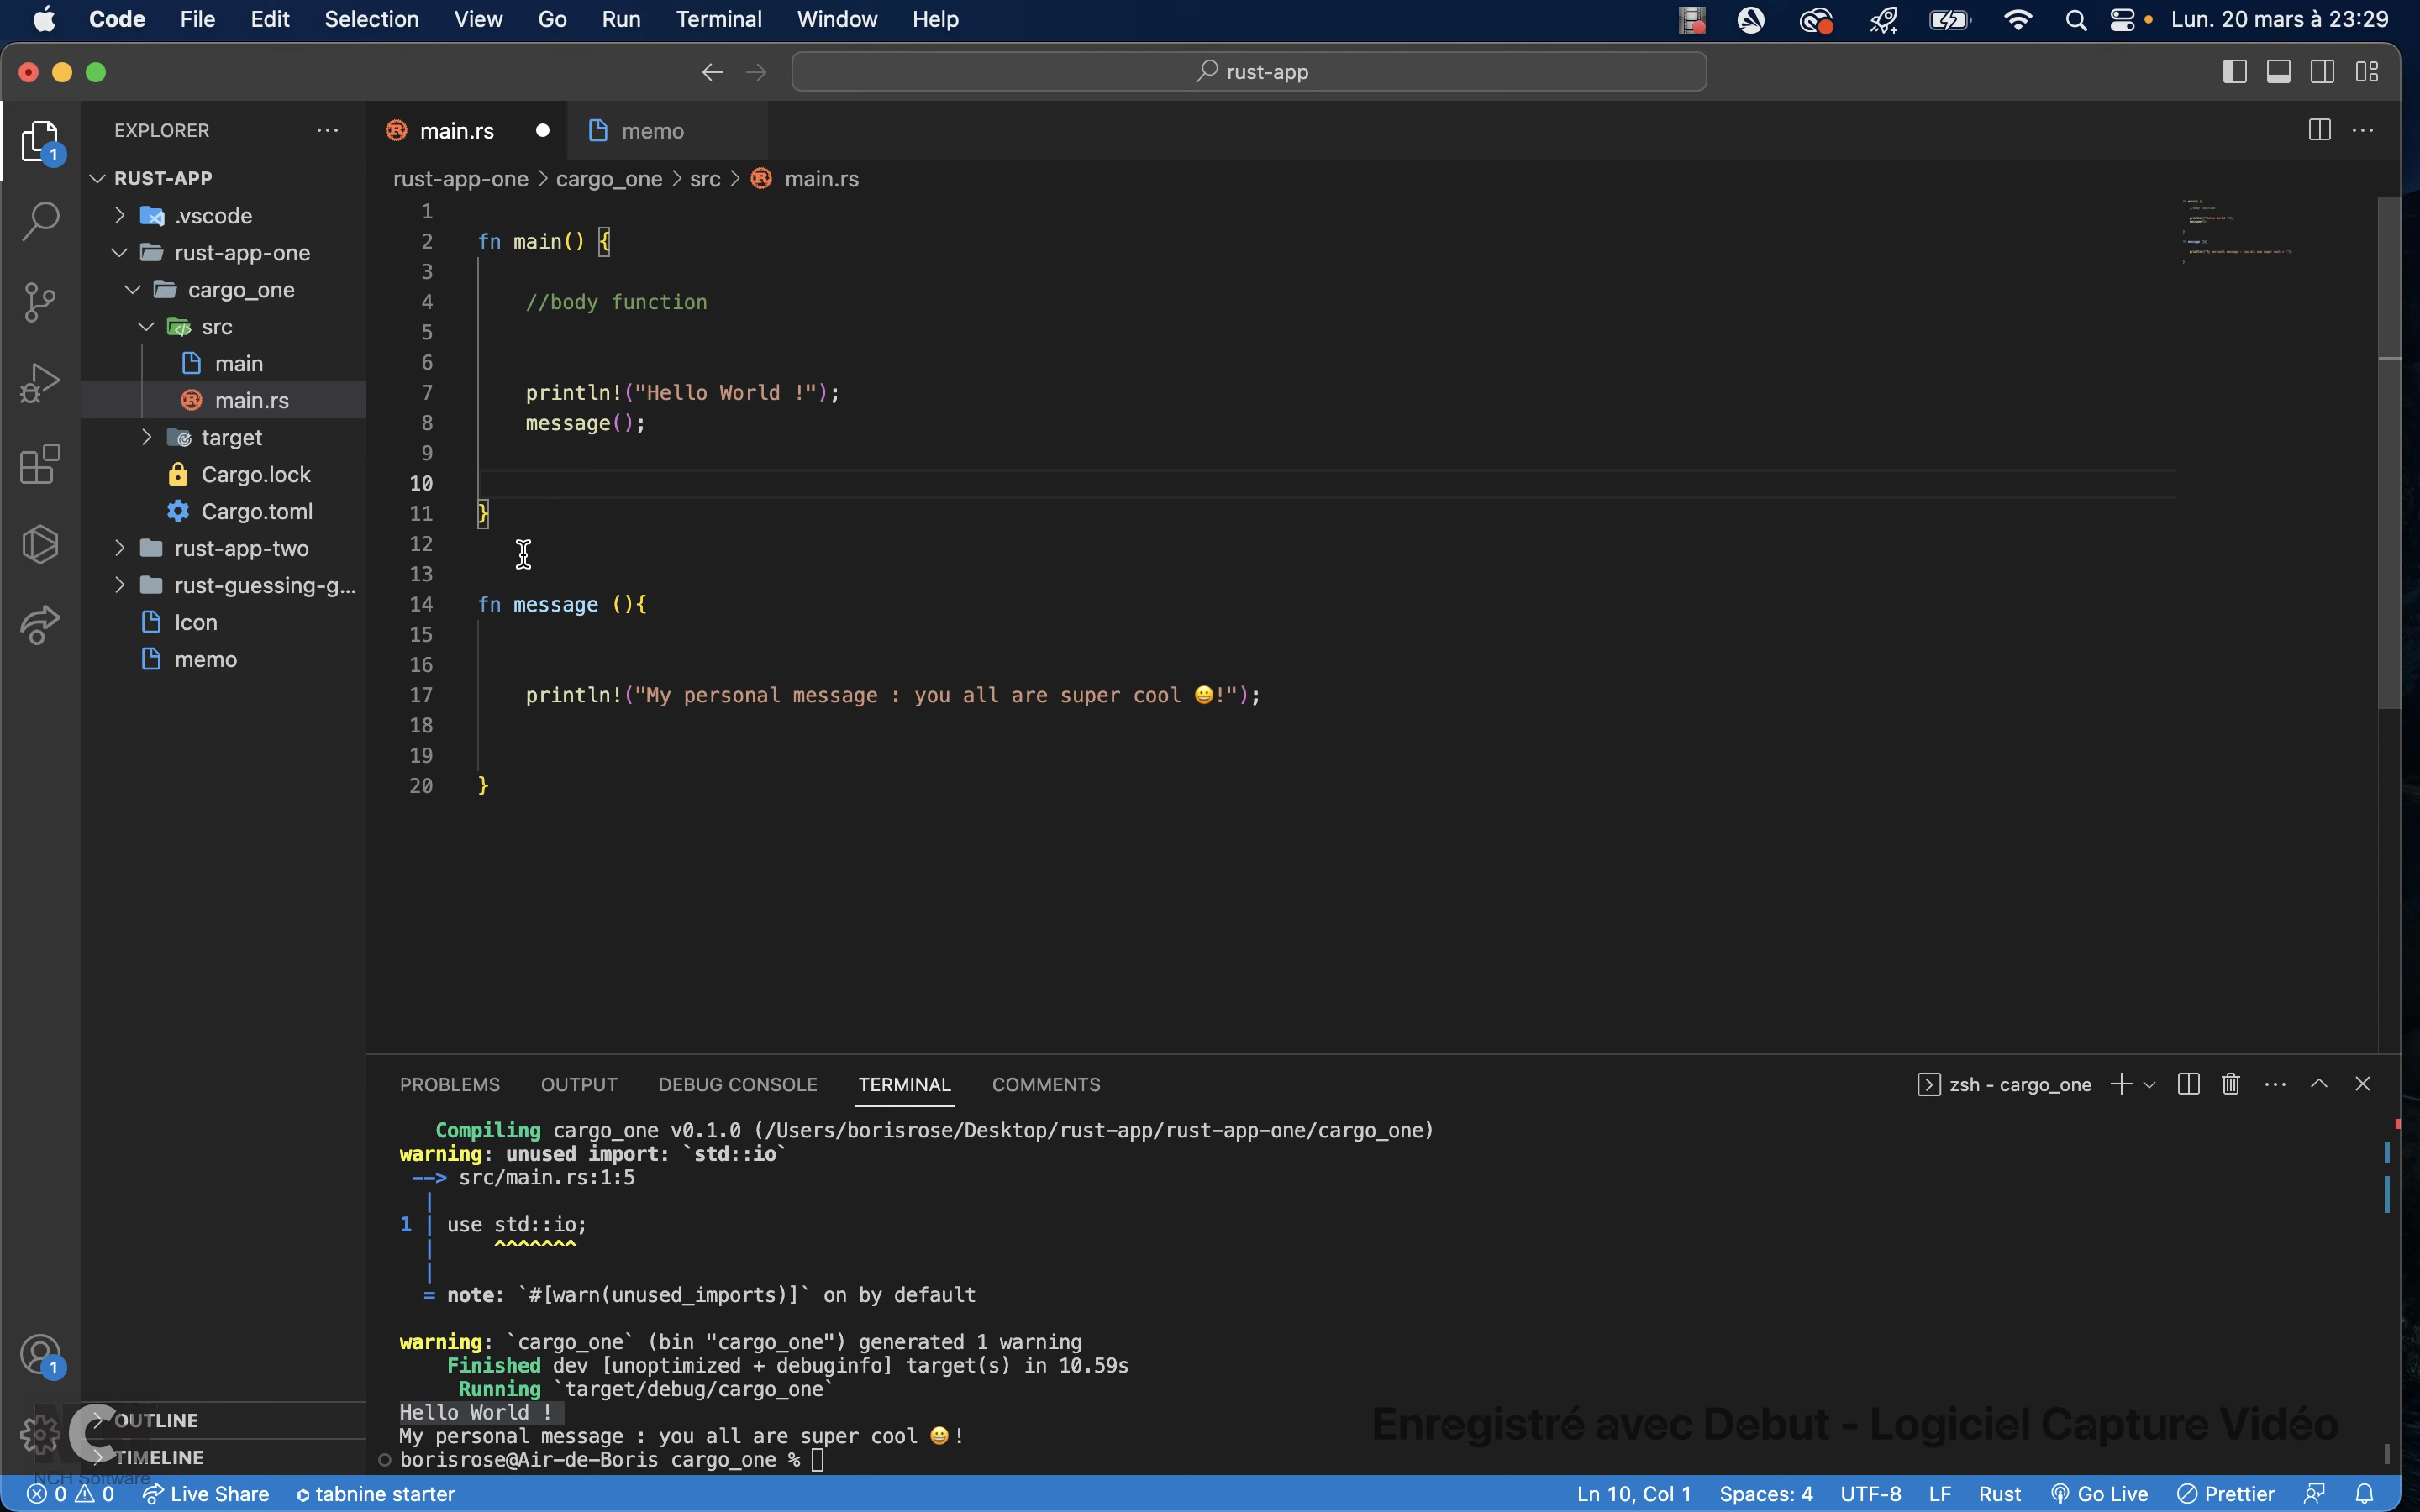 Code File Edit Selection View Go Run Terminal Window Help Lun. 20 mars à 23:29
rust-app
EXPLORER
RUST-APP
.vscode
rust-app-one
cargo_one
src
main
main.rs
target
Cargo.lock
Cargo.toml
rust-app-two
rust-guessing-g...
Icon
memo
OUTLINE
TIMELINE
1
1
main.rs memo
rust-app-one > cargo_one > src > main.rs
1
2 fn main() {
3
4 //body function
5
6
7 println!("Hello World !");
8 message();
9
10
11 }
12
13
14 fn message (){
15
16
17 println!("My personal message : you all are super cool 😀!");
18
19
20 }
PROBLEMS OUTPUT DEBUG CONSOLE TERMINAL COMMENTS zsh - cargo_one
Compiling cargo_one v0.1.0 (/Users/borisrose/Desktop/rust-app/rust-app-one/cargo_one)
warning: unused import: `std::io`
--> src/main.rs:1:5
|
1 | use std::io;
| ^^^^^^^
|
= note: `#[warn(unused_imports)]` on by default
warning: `cargo_one` (bin "cargo_one") generated 1 warning
Finished dev [unoptimized + debuginfo] target(s) in 10.59s
Running `target/debug/cargo_one`
Hello World !
My personal message : you all are super cool 😀!
borisrose@Air-de-Boris cargo_one %
Enregistré avec Debut - Logiciel Capture Vidéo
NCH Software
0 0 Live Share tabnine starter Ln 10, Col 1 Spaces: 4 UTF-8 LF Rust Go Live Prettier